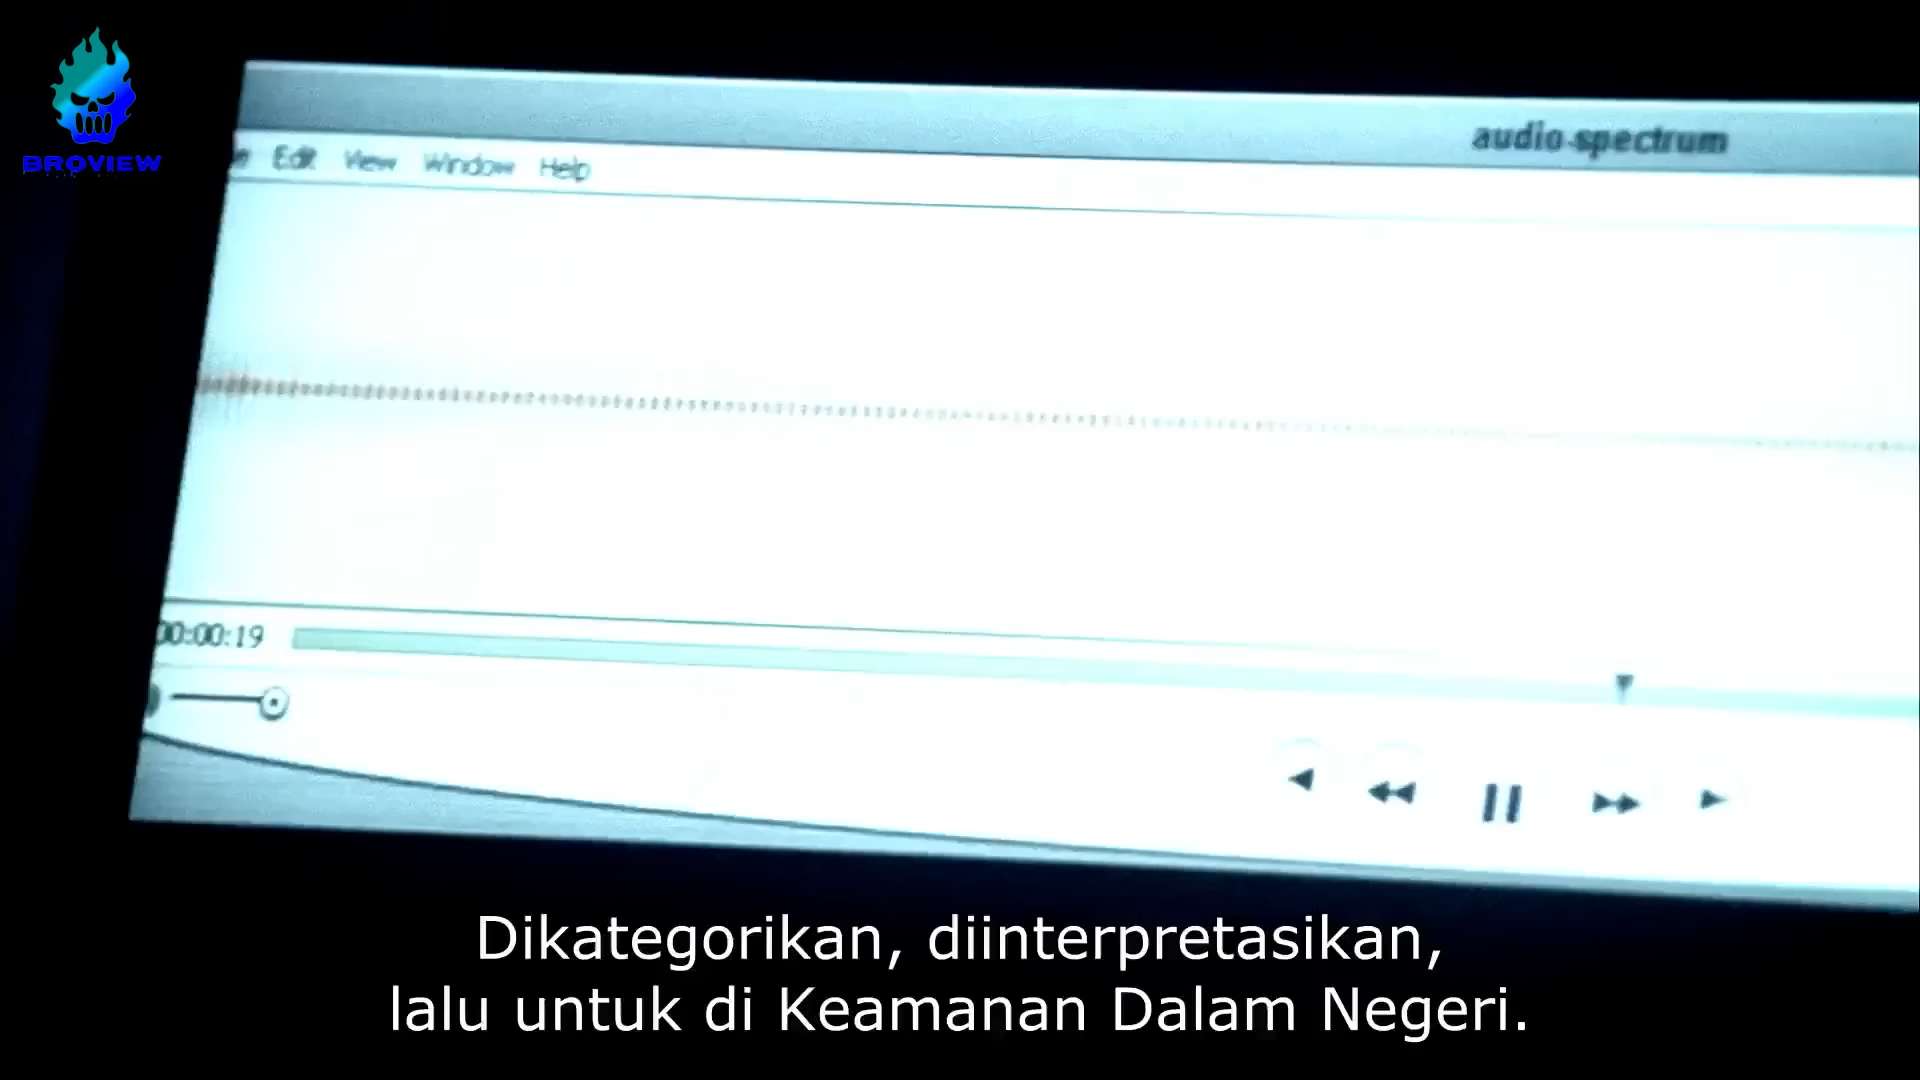 BROVIEW
audio spectrum
Edit View Window Help
00:00:19
Dikategorikan, diinterpretasikan,
lalu untuk di Keamanan Dalam Negeri.